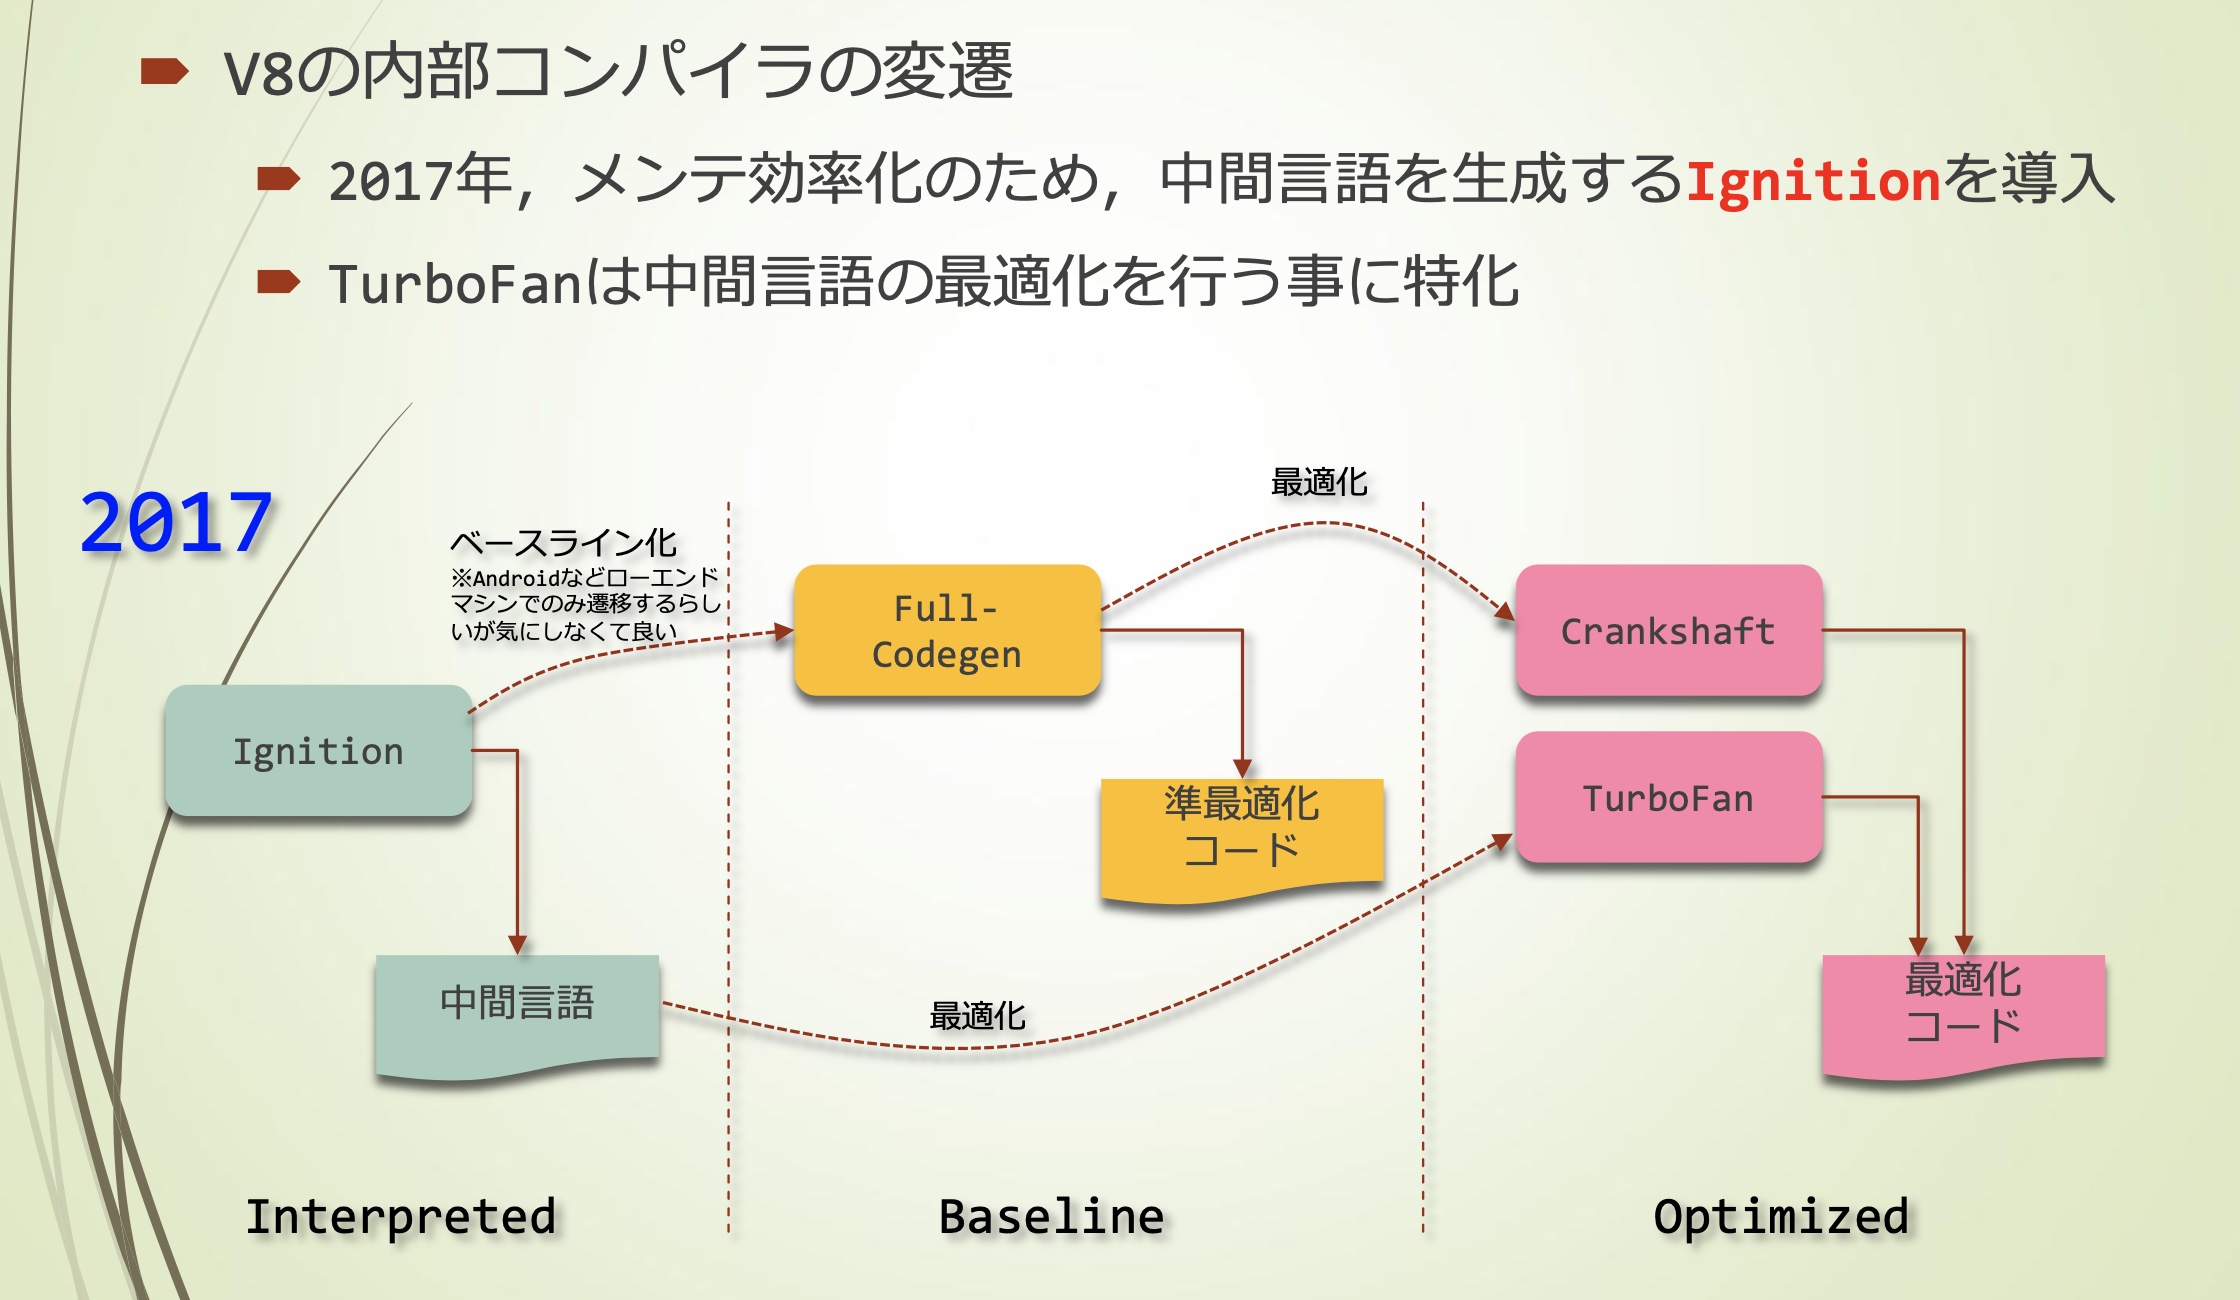 V8の内部コンパイラの変遷
2017年，メンテ効率化のため，中間言語を生成するIgnitionを導入
TurboFanは中間言語の最適化を行う事に特化
2017
ベースライン化
※Androidなどローエンド
マシンでのみ遷移するらし
いが気にしなくて良い
最適化
Full-
Codegen
Crankshaft
Ignition
TurboFan
準最適化
コード
中間言語
最適化
最適化
コード
Interpreted
Baseline
Optimized